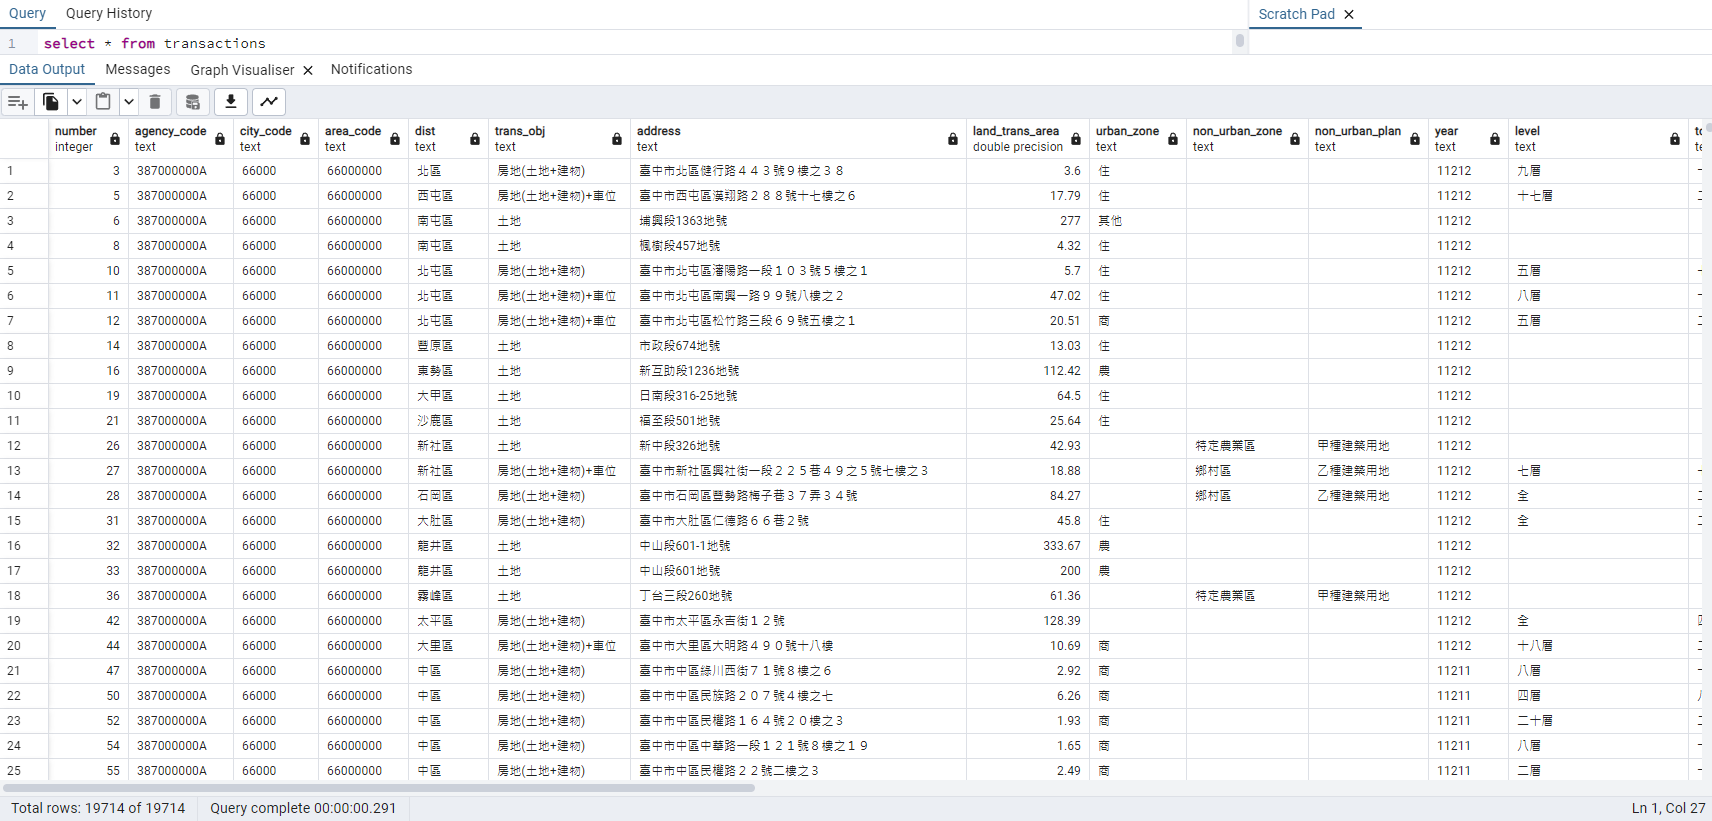 Query Query History Scratch Pad
1 select * from transactions
Data Output Messages Graph Visualiser Notifications
number agency_code city_code area_code dist trans_obj address land_trans_area urban_zone non_urban_zone non_urban_plan year level
integer text text text text text text double precision text text text text text
1 3 387000000A 66000 66000000 北區 房地(土地+建物) 臺中市北區健行路４４３號９樓之３８ 3.6 住 11212 九層
2 5 387000000A 66000 66000000 西屯區 房地(土地+建物)+車位 臺中市西屯區漢翔路２８８號十七樓之６ 17.79 住 11212 十七層
3 6 387000000A 66000 66000000 南屯區 土地 埔興段1363地號 277 其他 11212
4 8 387000000A 66000 66000000 南屯區 土地 楓樹段457地號 4.32 住 11212
5 10 387000000A 66000 66000000 北屯區 房地(土地+建物) 臺中市北屯區瀋陽路一段１０３號５樓之１ 5.7 住 11212 五層
6 11 387000000A 66000 66000000 北屯區 房地(土地+建物)+車位 臺中市北屯區南興一路９９號八樓之２ 47.02 住 11212 八層
7 12 387000000A 66000 66000000 北屯區 房地(土地+建物)+車位 臺中市北屯區松竹路三段６９號五樓之１ 20.51 商 11212 五層
8 14 387000000A 66000 66000000 豐原區 土地 市政段674地號 13.03 住 11212
9 16 387000000A 66000 66000000 東勢區 土地 新互助段1236地號 112.42 農 11212
10 19 387000000A 66000 66000000 大甲區 土地 日南段316-25地號 64.5 住 11212
11 21 387000000A 66000 66000000 沙鹿區 土地 福至段501地號 25.64 住 11212
12 26 387000000A 66000 66000000 新社區 土地 新中段326地號 42.93 特定農業區 甲種建築用地 11212
13 27 387000000A 66000 66000000 新社區 房地(土地+建物)+車位 臺中市新社區興社街一段２２５巷４９之５號七樓之３ 18.88 鄉村區 乙種建築用地 11212 七層
14 28 387000000A 66000 66000000 石岡區 房地(土地+建物) 臺中市石岡區豐勢路梅子巷３７弄３４號 84.27 鄉村區 乙種建築用地 11212 全
15 31 387000000A 66000 66000000 大肚區 房地(土地+建物) 臺中市大肚區仁德路６６巷２號 45.8 住 11212 全
16 32 387000000A 66000 66000000 龍井區 土地 中山段601-1地號 333.67 農 11212
17 33 387000000A 66000 66000000 龍井區 土地 中山段601地號 200 農 11212
18 36 387000000A 66000 66000000 霧峰區 土地 丁台三段260地號 61.36 特定農業區 甲種建築用地 11212
19 42 387000000A 66000 66000000 太平區 房地(土地+建物) 臺中市太平區永吉街１２號 128.39 11212 全
20 44 387000000A 66000 66000000 大里區 房地(土地+建物)+車位 臺中市大里區大明路４９０號十八樓 10.69 商 11212 十八層
21 47 387000000A 66000 66000000 中區 房地(土地+建物) 臺中市中區綠川西街７１號８樓之６ 2.92 商 11211 八層
22 50 387000000A 66000 66000000 中區 房地(土地+建物) 臺中市中區民族路２０７號４樓之七 6.26 商 11211 四層
23 52 387000000A 66000 66000000 中區 房地(土地+建物) 臺中市中區民權路１６４號２０樓之３ 1.93 商 11211 二十層
24 54 387000000A 66000 66000000 中區 房地(土地+建物) 臺中市中區中華路一段１２１號８樓之１９ 1.65 商 11211 八層
25 55 387000000A 66000 66000000 中區 房地(土地+建物) 臺中市中區民權路２２號二樓之３ 2.49 商 11211 二層
Total rows: 19714 of 19714 Query complete 00:00:00.291 Ln 1, Col 27